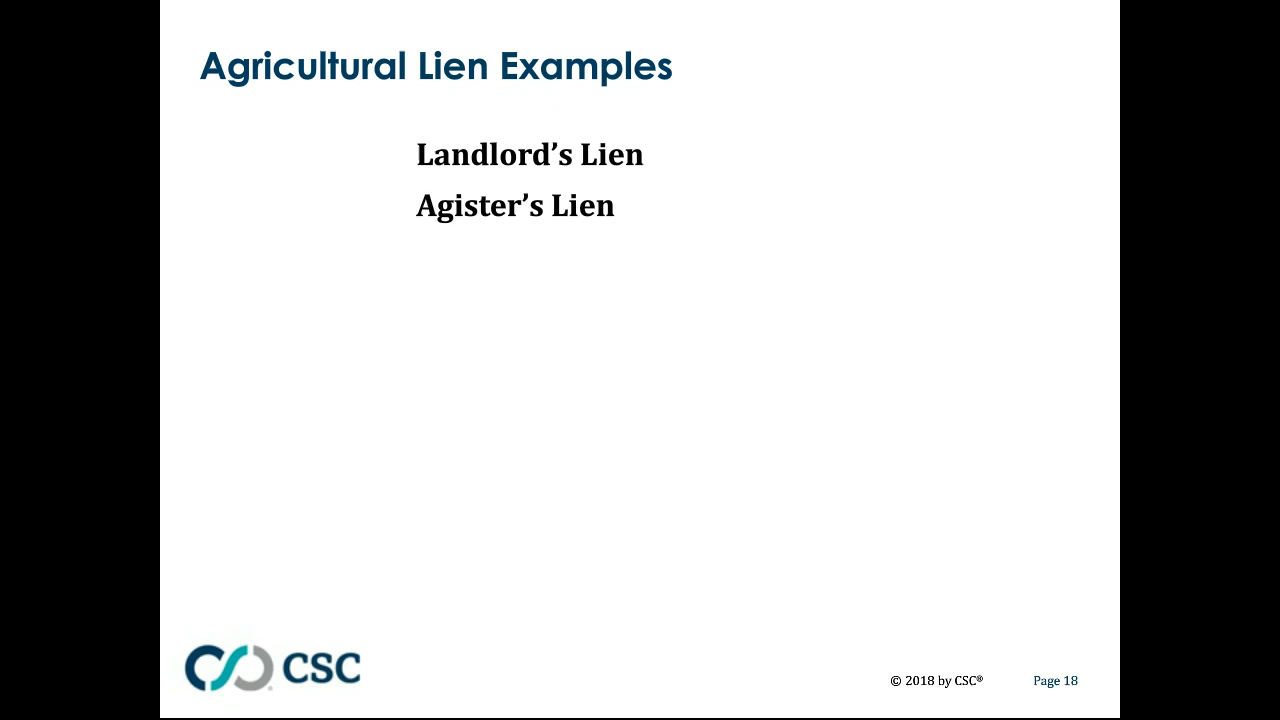 Agricultural Lien Examples
Landlord’s Lien
Agister’s Lien
CSC
© 2018 by CSC®
Page 18